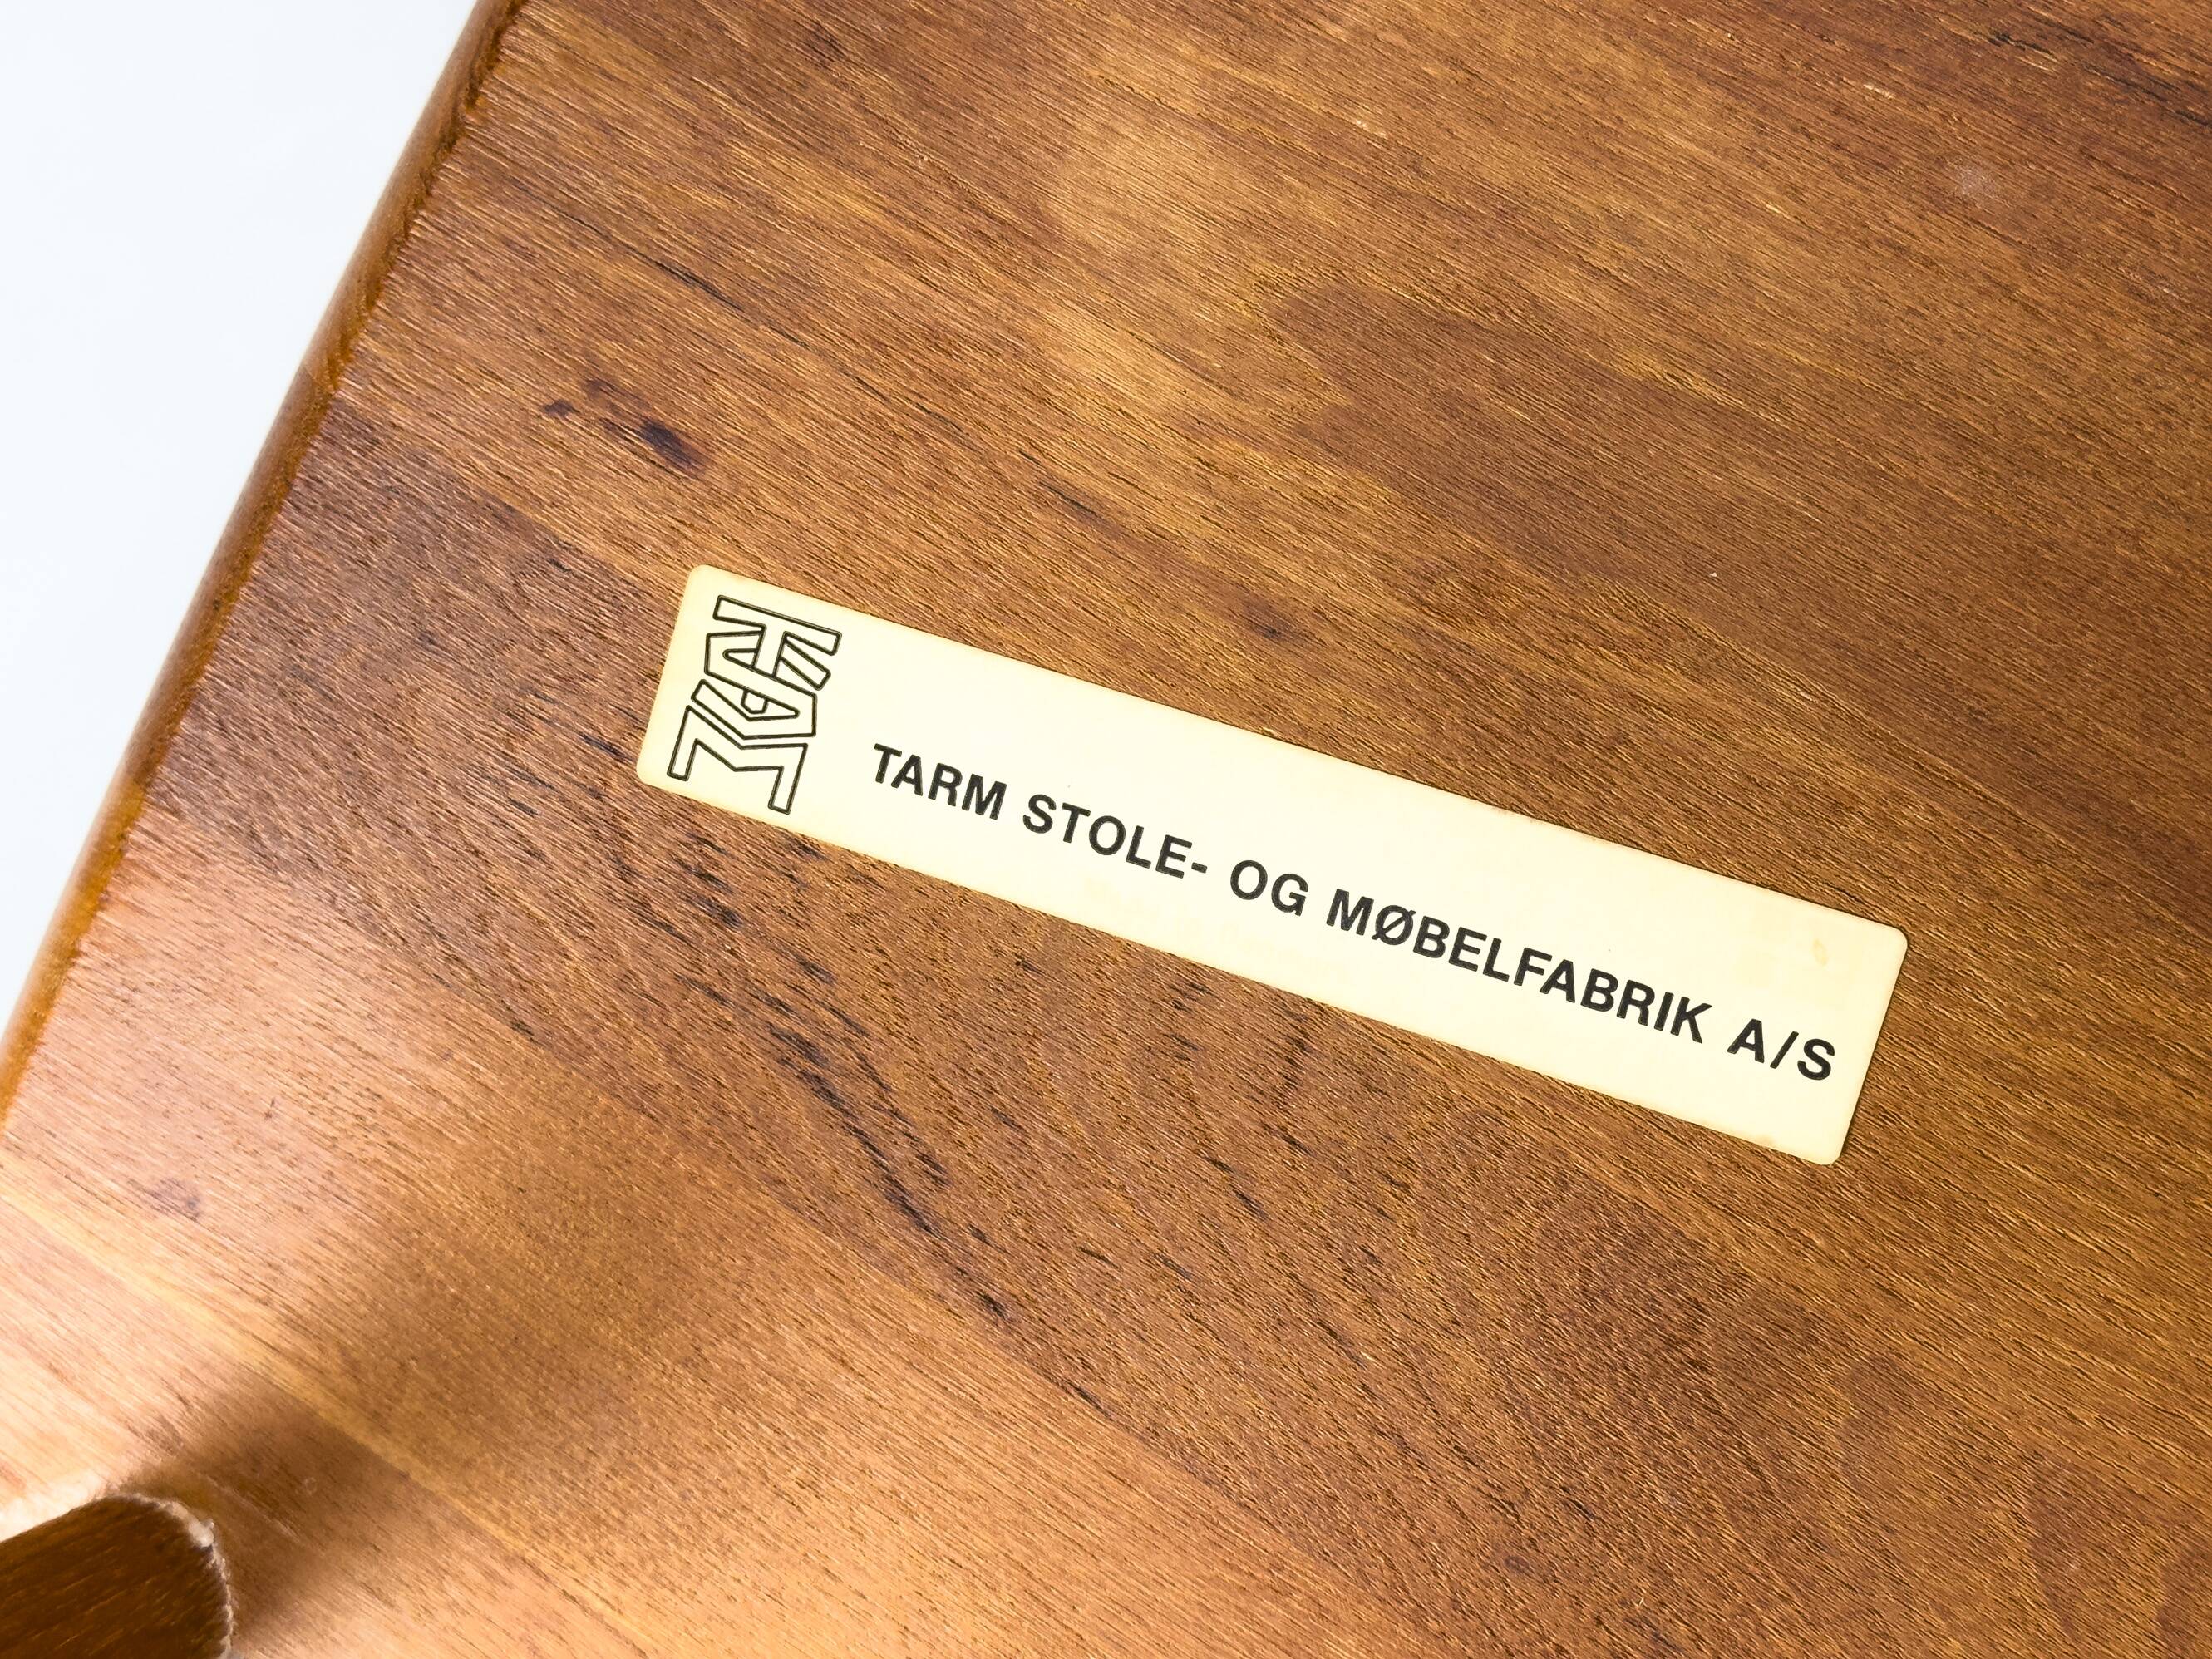 TARM STOLE- OG MØBELFABRIK A/S